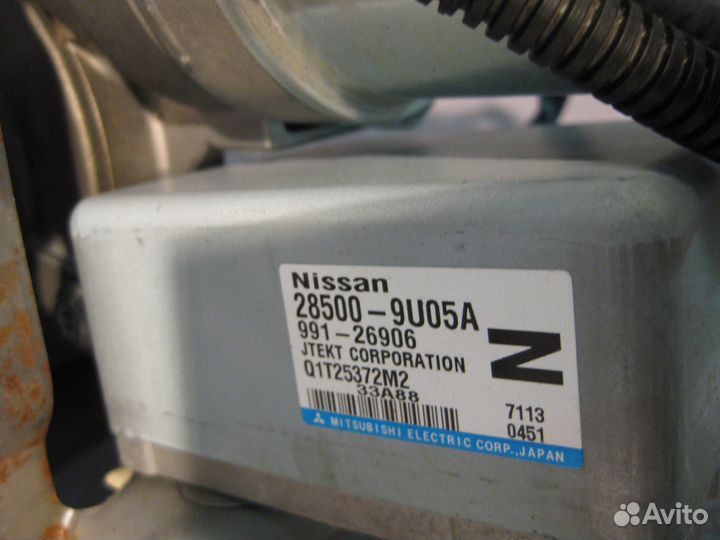 Nissan
28500-9U05A
991-26906
JTEKT CORPORATION
Q1T25372M2
33A88
N
7113
0451
MITSUBISHI ELECTRIC CORP., JAPAN
Avito